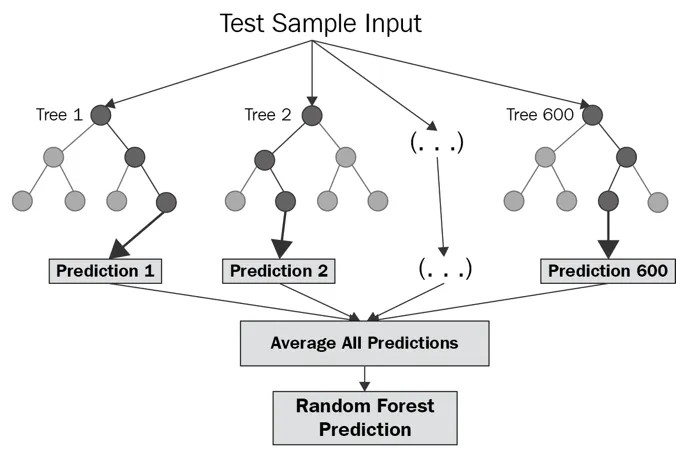 Test Sample Input
Tree 1
Tree 2
Tree 600
(. . .)
(. . .)
Prediction 1
Prediction 2
Prediction 600
Average All Predictions
Random Forest
Prediction